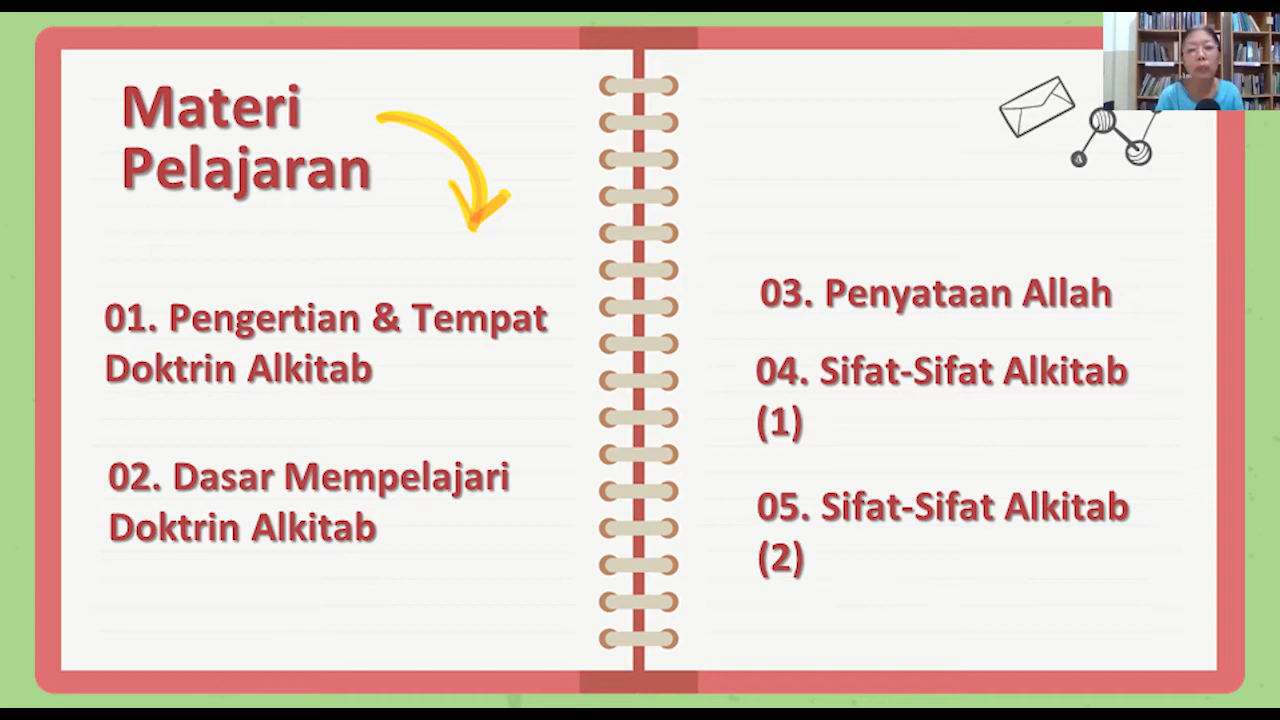 Materi
Pelajaran
01. Pengertian & Tempat
Doktrin Alkitab
02. Dasar Mempelajari
Doktrin Alkitab
03. Penyataan Allah
04. Sifat-Sifat Alkitab
(1)
05. Sifat-Sifat Alkitab
(2)